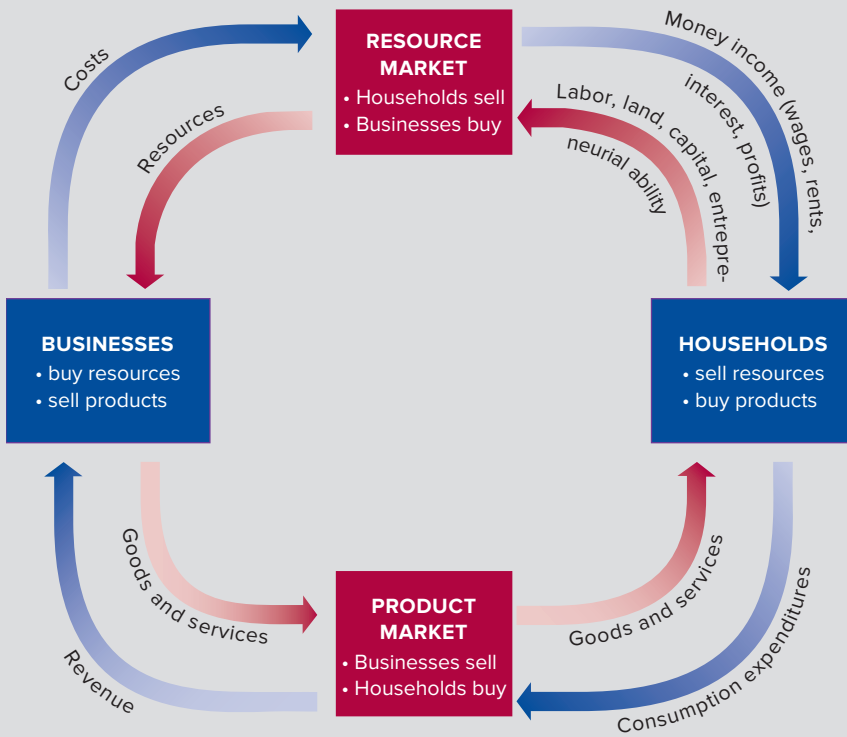 Costs
Resources
RESOURCE
MARKET
• Households sell
• Businesses buy
Money income (wages, rents,
interest, profits)
Labor, land, capital, entrepre-
neurial ability
BUSINESSES
• buy resources
• sell products
HOUSEHOLDS
• sell resources
• buy products
Goods and services
Revenue
PRODUCT
MARKET
• Businesses sell
• Households buy
Goods and services
Consumption expenditures